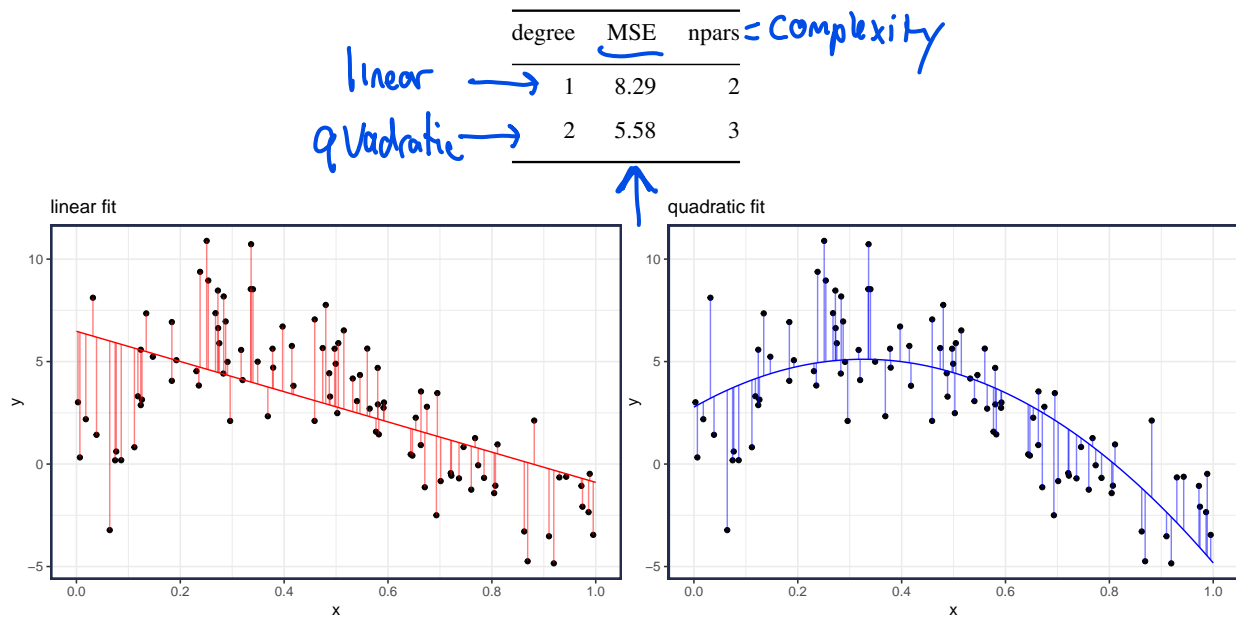 degree MSE npars = complexity
linear → 1 8.29 2
quadratic → 2 5.58 3
linear fit
10
5
0
−5
y
0.0 0.2 0.4 0.6 0.8 1.0
x
quadratic fit
10
5
0
−5
y
0.0 0.2 0.4 0.6 0.8 1.0
x